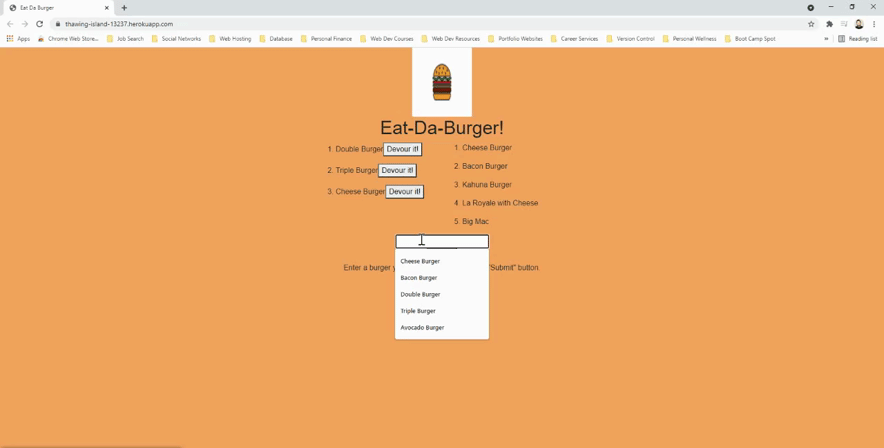 Eat Da Burger
thawing-island-13237.herokuapp.com
Apps
Chrome Web Store...
Job Search
Social Networks
Web Hosting
Database
Personal Finance
Web Dev Courses
Web Dev Resources
Portfolio Websites
Career Services
Version Control
Personal Wellness
Boot Camp Spot
»
Reading list
Eat-Da-Burger!
1. Double Burger Devour it!
2. Triple Burger Devour it!
3. Cheese Burger Devour it!
1. Cheese Burger
2. Bacon Burger
3. Kahuna Burger
4. La Royale with Cheese
5. Big Mac
Enter a burger "Submit" button
Cheese Burger
Bacon Burger
Double Burger
Triple Burger
Avocado Burger